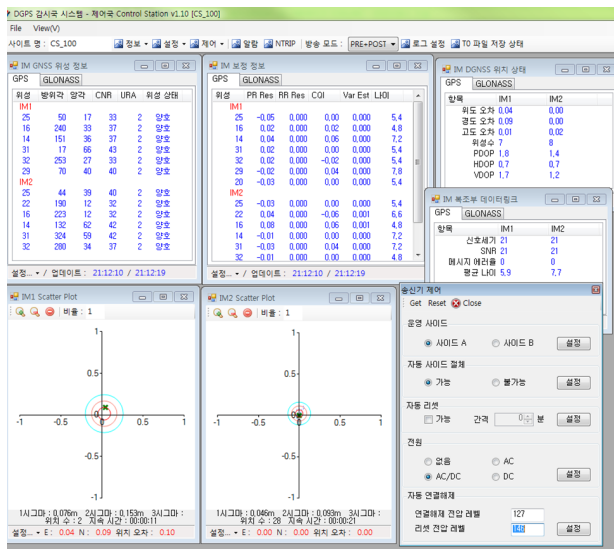 DGPS 감시국 시스템 - 제어국 Control Station v1.10 [CS_100]
File View(V)
사이트 명 : CS_100 정보 설정 제어 알람 NTRIP 방송 모드 : PRE+POST 로그 설정 T0 파일 저장 상태
IM GNSS 위성 정보
GPS GLONASS
위성 방위각 앙각 CNR URA 위성 상태
IM1
25 50 17 33 2 양호
16 240 33 37 2 양호
14 151 36 37 2 양호
31 17 66 43 2 양호
32 253 27 33 2 양호
29 70 40 40 2 양호
IM2
25 44 39 40 2 양호
22 190 12 32 2 양호
16 223 12 32 2 양호
14 132 62 42 2 양호
31 324 59 42 2 양호
32 280 34 37 2 양호
설정... / 업데이트 : 21:12:10 / 21:12:19
IM 보정 정보
GPS GLONASS
위성 PR Res RR Res CQI Var Est 나이
IM1
25 -0,05 0,000 0,00 0,000 5,4
16 0,02 0,000 0,02 0,000 4,8
14 0,04 0,000 0,06 0,000 7,2
31 0,02 0,000 0,00 0,000 5,4
32 0,02 0,000 -0,02 0,000 5,4
29 -0,02 0,000 0,04 0,000 7,8
20 -0,03 0,000 0,00 0,000 5,4
IM2
25 -0,03 0,000 0,00 0,000 5,4
22 0,04 0,000 -0,06 0,001 6,6
16 0,08 0,000 0,06 0,001 4,8
14 -0,01 0,000 0,00 0,000 7,2
31 -0,03 0,000 0,04 0,000 7,2
32 -0,03 0,000 0,00 0,000 4,8
설정... / 업데이트 : 21:12:10 / 21:12:19
IM DGNSS 위치 상태
GPS GLONASS
항목 IM1 IM2
위도 오차 0,04 0,00
경도 오차 0,09 0,00
고도 오차 0,01 0,02
위성수 7 8
PDOP 1,8 1,4
HDOP 0,7 0,7
VDOP 1,7 1,2
IM 복조부 데이터링크
GPS GLONASS
항목 IM1 IM2
신호세기 21 21
SNR 21 21
메시지 에러율 0 0
평균 나이 5,9 7,7
IM1 Scatter Plot
비율 : 1
1
0.5
-1 -0.5 0 0.5 1
-0.5
-1
1시그마 : 0,076m 2시그마 : 0,153m 3시그마 :
위치 수 : 2 지속 시간 : 00:00:11
설정... E : 0.04 N : 0.09 위치 오차 : 0.10
IM2 Scatter Plot
비율 : 1
1
0.5
-1 -0.5 0 0.5 1
-0.5
-1
1시그마 : 0,046m 2시그마 : 0,093m 3시그마 :
위치 수 : 28 지속 시간 : 00:00:21
설정... E : 0.00 N : 0.00 위치 오차 : 0.00
송신기 제어
Get Reset Close
운영 사이드
사이드 A 사이드 B 설정
자동 사이드 절체
가능 불가능 설정
자동 리셋
가능 간격 0 분 설정
전원
없음 AC
AC/DC DC 설정
자동 연결해제
연결해제 전압 레벨 127
리셋 전압 레벨 146 설정